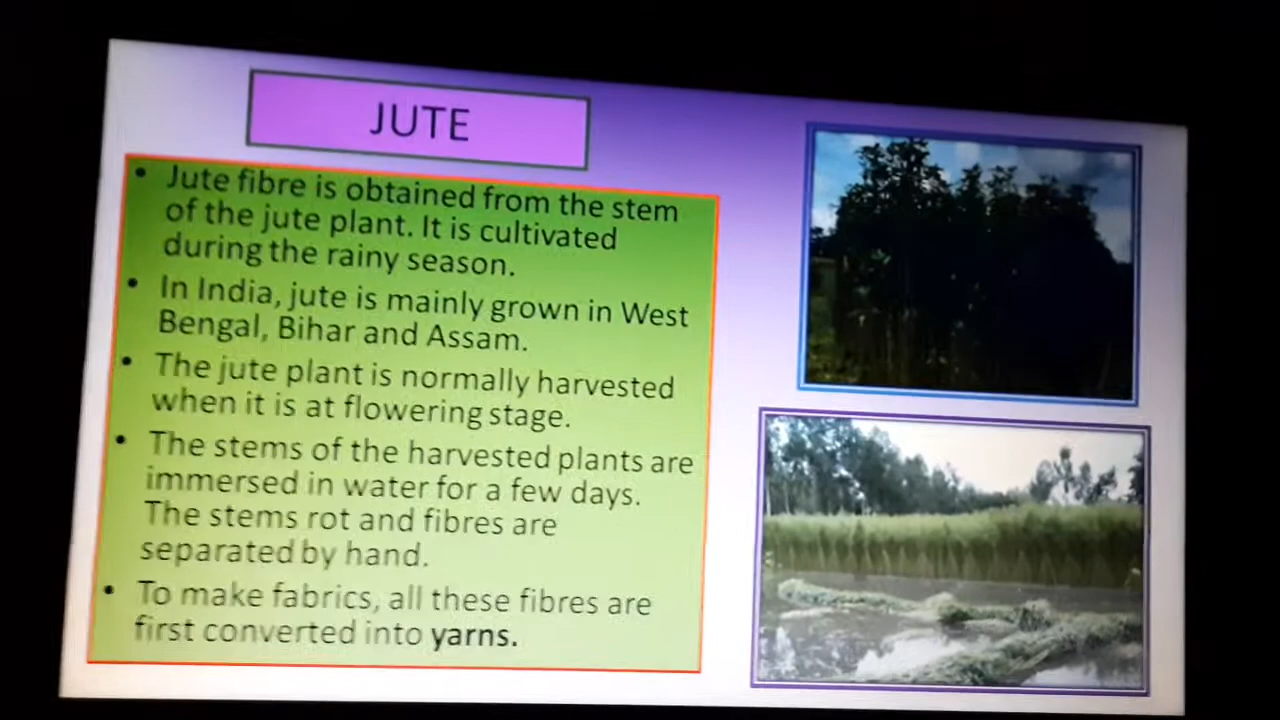 JUTE
• Jute fibre is obtained from the stem
of the jute plant. It is cultivated
during the rainy season.
• In India, jute is mainly grown in West
Bengal, Bihar and Assam.
• The jute plant is normally harvested
when it is at flowering stage.
• The stems of the harvested plants are
immersed in water for a few days.
The stems rot and fibres are
separated by hand.
• To make fabrics, all these fibres are
first converted into yarns.